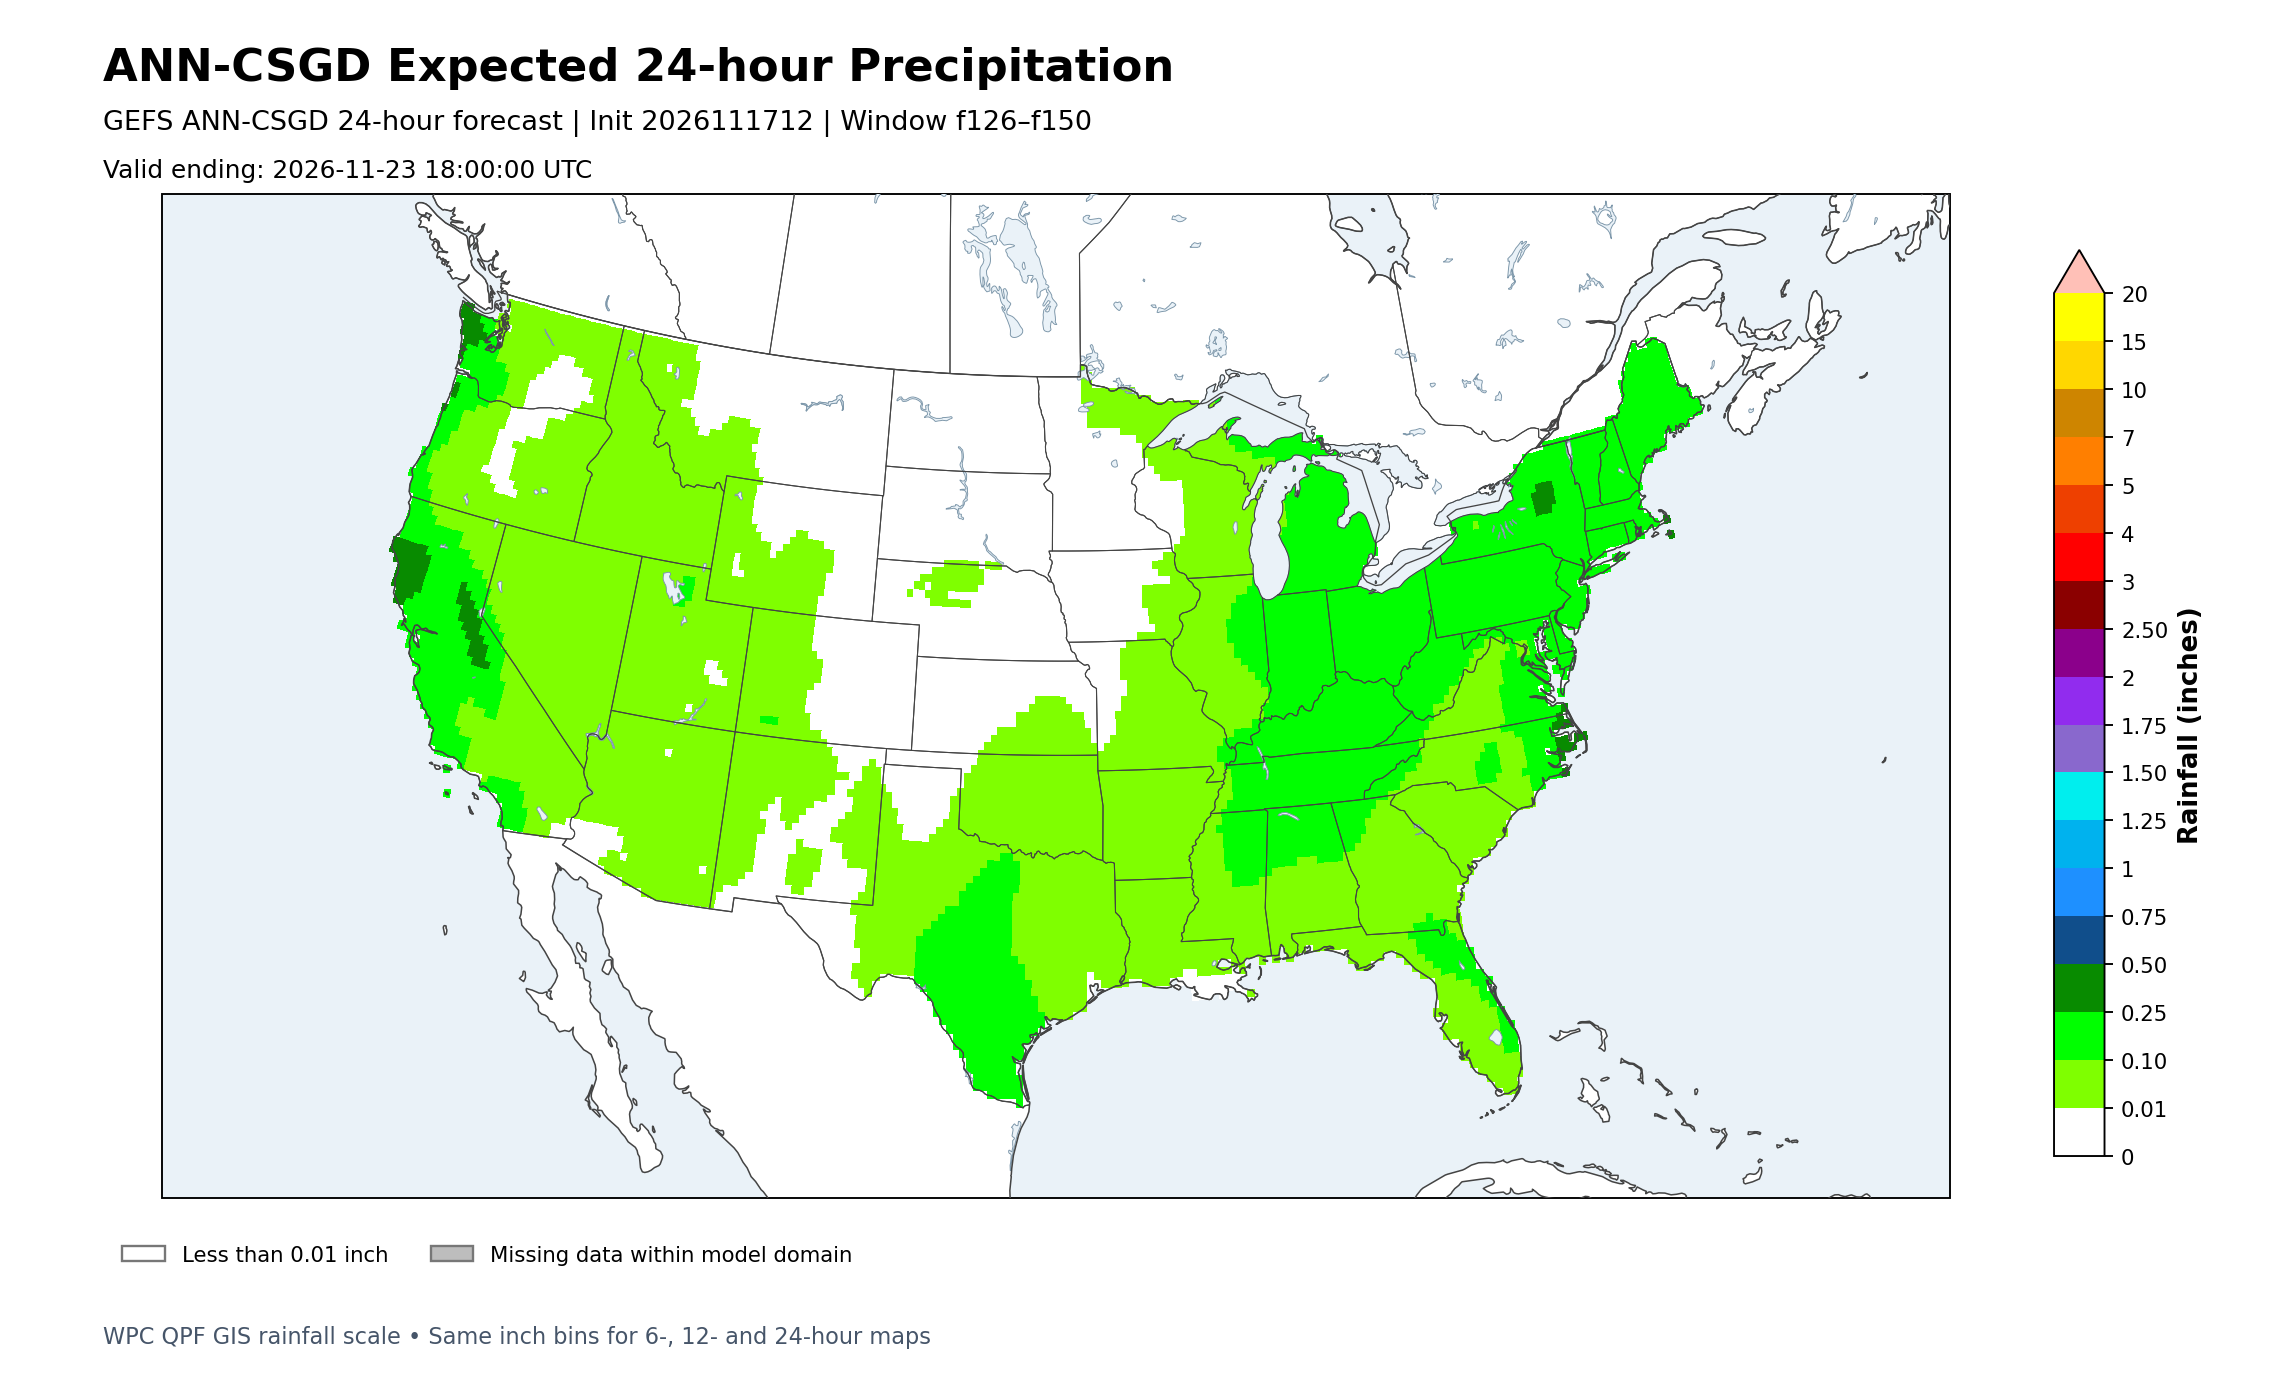 ANN-CSGD Expected 24-hour Precipitation
GEFS ANN-CSGD 24-hour forecast | Init 2026111712 | Window f126–f150
Valid ending: 2026-11-23 18:00:00 UTC
20
15
10
7
5
4
3
2.50
2
1.75
1.50
1.25
1
0.75
0.50
0.25
0.10
0.01
0
Rainfall (inches)
Less than 0.01 inch
Missing data within model domain
WPC QPF GIS rainfall scale • Same inch bins for 6-, 12- and 24-hour maps